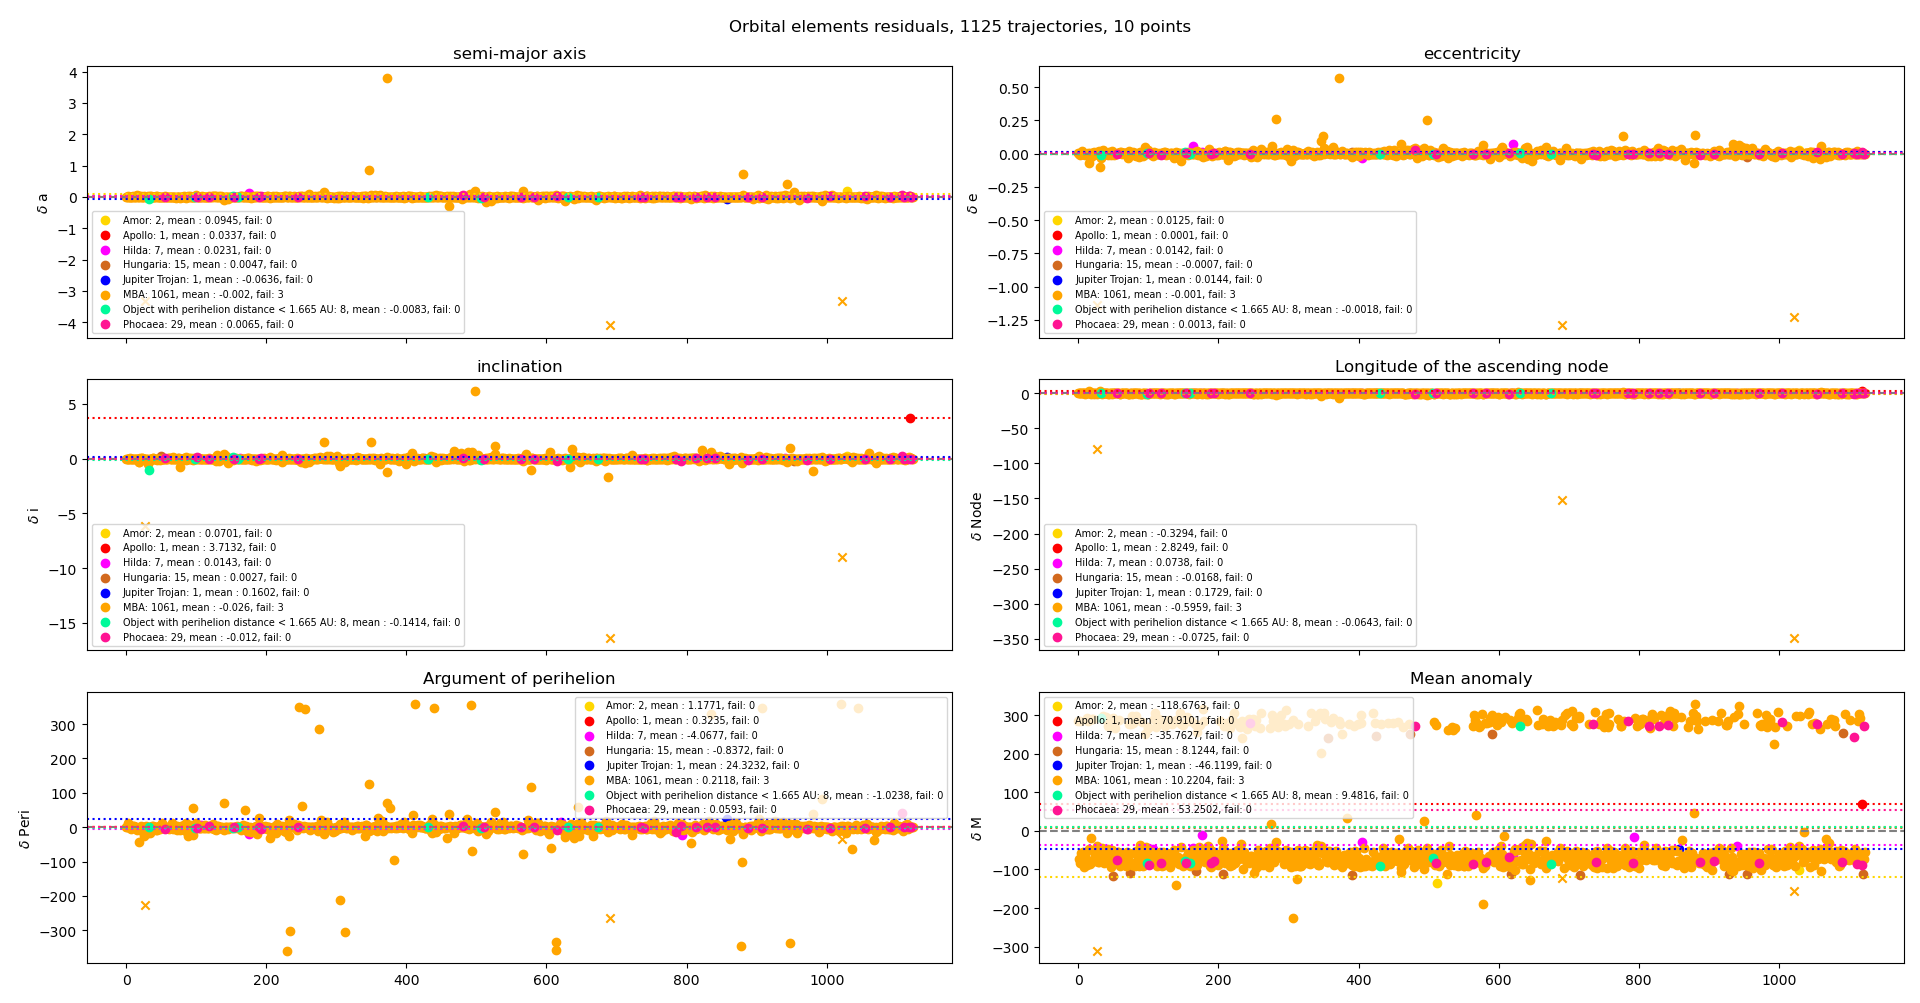 Orbital elements residuals, 1125 trajectories, 10 points
semi-major axis
δ a
4
3
2
1
0
−1
−2
−3
−4
Amor: 2, mean : 0.0945, fail: 0
Apollo: 1, mean : 0.0337, fail: 0
Hilda: 7, mean : 0.0231, fail: 0
Hungaria: 15, mean : 0.0047, fail: 0
Jupiter Trojan: 1, mean : -0.0636, fail: 0
MBA: 1061, mean : -0.002, fail: 3
Object with perihelion distance < 1.665 AU: 8, mean : -0.0083, fail: 0
Phocaea: 29, mean : 0.0065, fail: 0
eccentricity
δ e
0.50
0.25
0.00
−0.25
−0.50
−0.75
−1.00
−1.25
Amor: 2, mean : 0.0125, fail: 0
Apollo: 1, mean : 0.0001, fail: 0
Hilda: 7, mean : 0.0142, fail: 0
Hungaria: 15, mean : -0.0007, fail: 0
Jupiter Trojan: 1, mean : 0.0144, fail: 0
MBA: 1061, mean : -0.001, fail: 3
Object with perihelion distance < 1.665 AU: 8, mean : -0.0018, fail: 0
Phocaea: 29, mean : 0.0013, fail: 0
inclination
δ i
5
0
−5
−10
−15
Amor: 2, mean : 0.0701, fail: 0
Apollo: 1, mean : 3.7132, fail: 0
Hilda: 7, mean : 0.0143, fail: 0
Hungaria: 15, mean : 0.0027, fail: 0
Jupiter Trojan: 1, mean : 0.1602, fail: 0
MBA: 1061, mean : -0.026, fail: 3
Object with perihelion distance < 1.665 AU: 8, mean : -0.1414, fail: 0
Phocaea: 29, mean : -0.012, fail: 0
Longitude of the ascending node
δ Node
0
−50
−100
−150
−200
−250
−300
−350
Amor: 2, mean : -0.3294, fail: 0
Apollo: 1, mean : 2.8249, fail: 0
Hilda: 7, mean : 0.0738, fail: 0
Hungaria: 15, mean : -0.0168, fail: 0
Jupiter Trojan: 1, mean : 0.1729, fail: 0
MBA: 1061, mean : -0.5959, fail: 3
Object with perihelion distance < 1.665 AU: 8, mean : -0.0643, fail: 0
Phocaea: 29, mean : -0.0725, fail: 0
Argument of perihelion
δ Peri
300
200
100
0
−100
−200
−300
Amor: 2, mean : 1.1771, fail: 0
Apollo: 1, mean : 0.3235, fail: 0
Hilda: 7, mean : -4.0677, fail: 0
Hungaria: 15, mean : -0.8372, fail: 0
Jupiter Trojan: 1, mean : 24.3232, fail: 0
MBA: 1061, mean : 0.2118, fail: 3
Object with perihelion distance < 1.665 AU: 8, mean : -1.0238, fail: 0
Phocaea: 29, mean : 0.0593, fail: 0
0 200 400 600 800 1000
Mean anomaly
δ M
300
200
100
0
−100
−200
−300
Amor: 2, mean : -118.6763, fail: 0
Apollo: 1, mean : 70.9101, fail: 0
Hilda: 7, mean : -35.7627, fail: 0
Hungaria: 15, mean : 8.1244, fail: 0
Jupiter Trojan: 1, mean : -46.1199, fail: 0
MBA: 1061, mean : 10.2204, fail: 3
Object with perihelion distance < 1.665 AU: 8, mean : 9.4816, fail: 0
Phocaea: 29, mean : 53.2502, fail: 0
0 200 400 600 800 1000